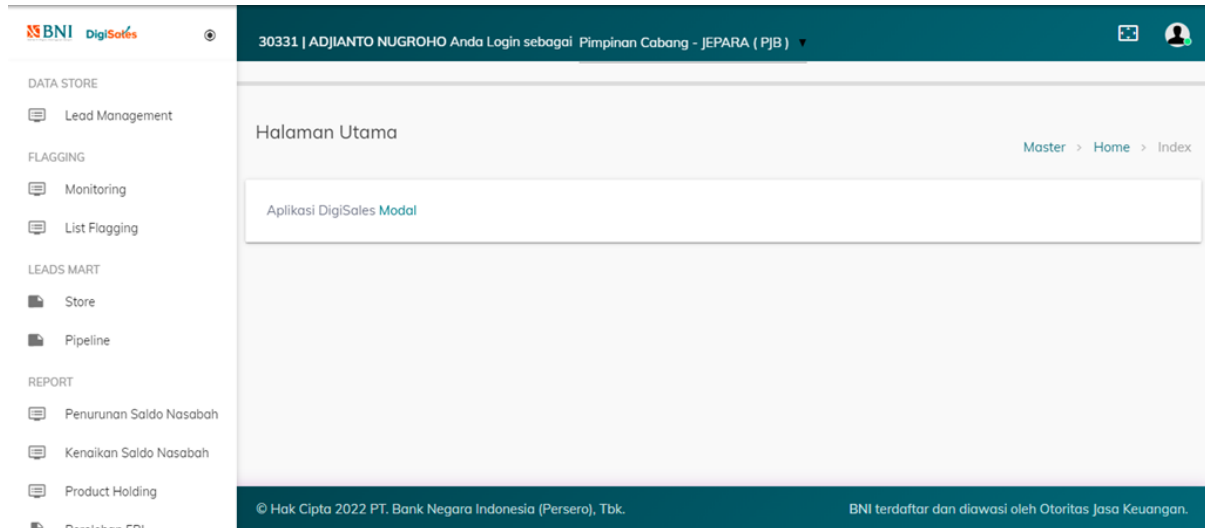 BNI DigiSales
30331 | ADJIANTO NUGROHO Anda Login sebagai Pimpinan Cabang - JEPARA ( PJB )
DATA STORE
Lead Management
FLAGGING
Monitoring
List Flagging
LEADS MART
Store
Pipeline
REPORT
Penurunan Saldo Nasabah
Kenaikan Saldo Nasabah
Product Holding
Halaman Utama
Master > Home > Index
Aplikasi DigiSales Modal
© Hak Cipta 2022 PT. Bank Negara Indonesia (Persero), Tbk.
BNI terdaftar dan diawasi oleh Otoritas Jasa Keuangan.